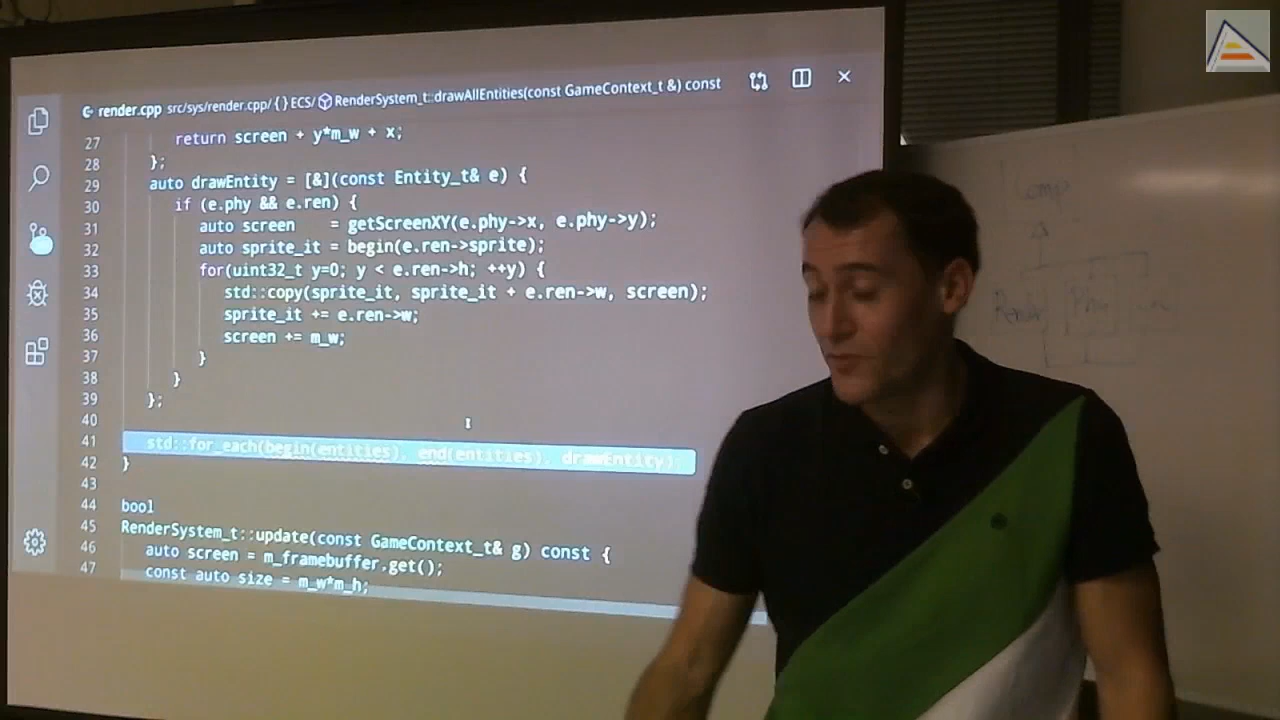 render.cpp src/sys/render.cpp/ {} ECS/ RenderSystem_t::drawAllEntities(const GameContext_t &) const
27 return screen + y*m_w + x;
28 };
29 auto drawEntity = [&](const Entity_t& e) {
30 if (e.phy && e.ren) {
31 auto screen = getScreenXY(e.phy->x, e.phy->y);
32 auto sprite_it = begin(e.ren->sprite);
33 for(uint32_t y=0; y < e.ren->h; ++y) {
34 std::copy(sprite_it, sprite_it + e.ren->w, screen);
35 sprite_it += e.ren->w;
36 screen += m_w;
37 }
38 }
39 };
40
41 std::for_each(begin(entities), end(entities), drawEntity);
42 }
43
44 bool
45 RenderSystem_t::update(const GameContext_t& g) const {
46 auto screen = m_framebuffer.get();
47 const auto size = m_w*m_h;
Comp
Render Phy